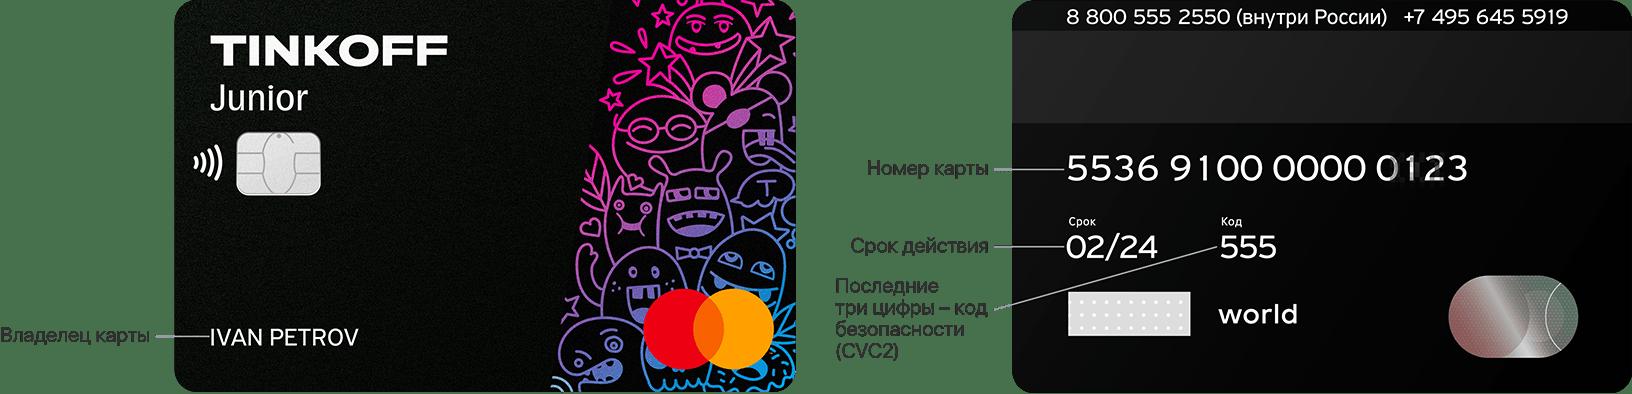 TINKOFF
Junior
Владелец карты
IVAN PETROV
8 800 555 2550 (внутри России) +7 495 645 5919
Номер карты
5536 9100 0000 0123
Срок
Код
Срок действия
02/24
555
Последние
три цифры – код
безопасности
(CVC2)
world